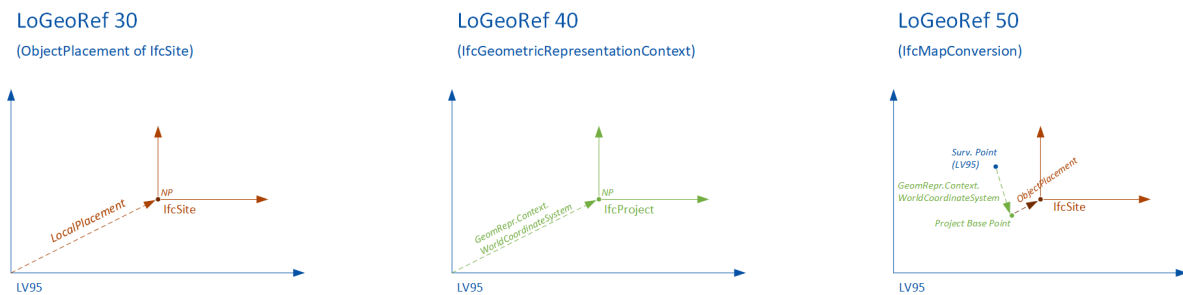 LoGeoRef 30
(ObjectPlacement of IfcSite)
NP
LocalPlacement
IfcSite
LV95
LoGeoRef 40
(IfcGeometricRepresentationContext)
NP
GeomRepr.Context.
WorldCoordinateSystem
IfcProject
LV95
LoGeoRef 50
(IfcMapConversion)
Surv. Point
(LV95)
GeomRepr.Context.
WorldCoordinateSystem
ObjectPlacement
IfcSite
Project Base Point
LV95